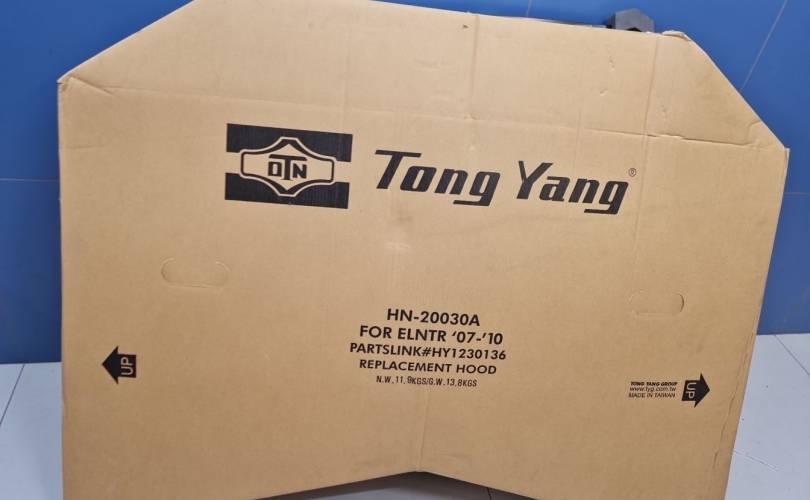 DTN
Tong Yang®
HN-20030A
FOR ELNTR '07-'10
PARTSLINK#HY1230136
REPLACEMENT HOOD
N.W.11.9KGS/G.W.13.8KGS
UP
TONG YANG GROUP
www.tyg.com.tw
MADE IN TAIWAN
UP